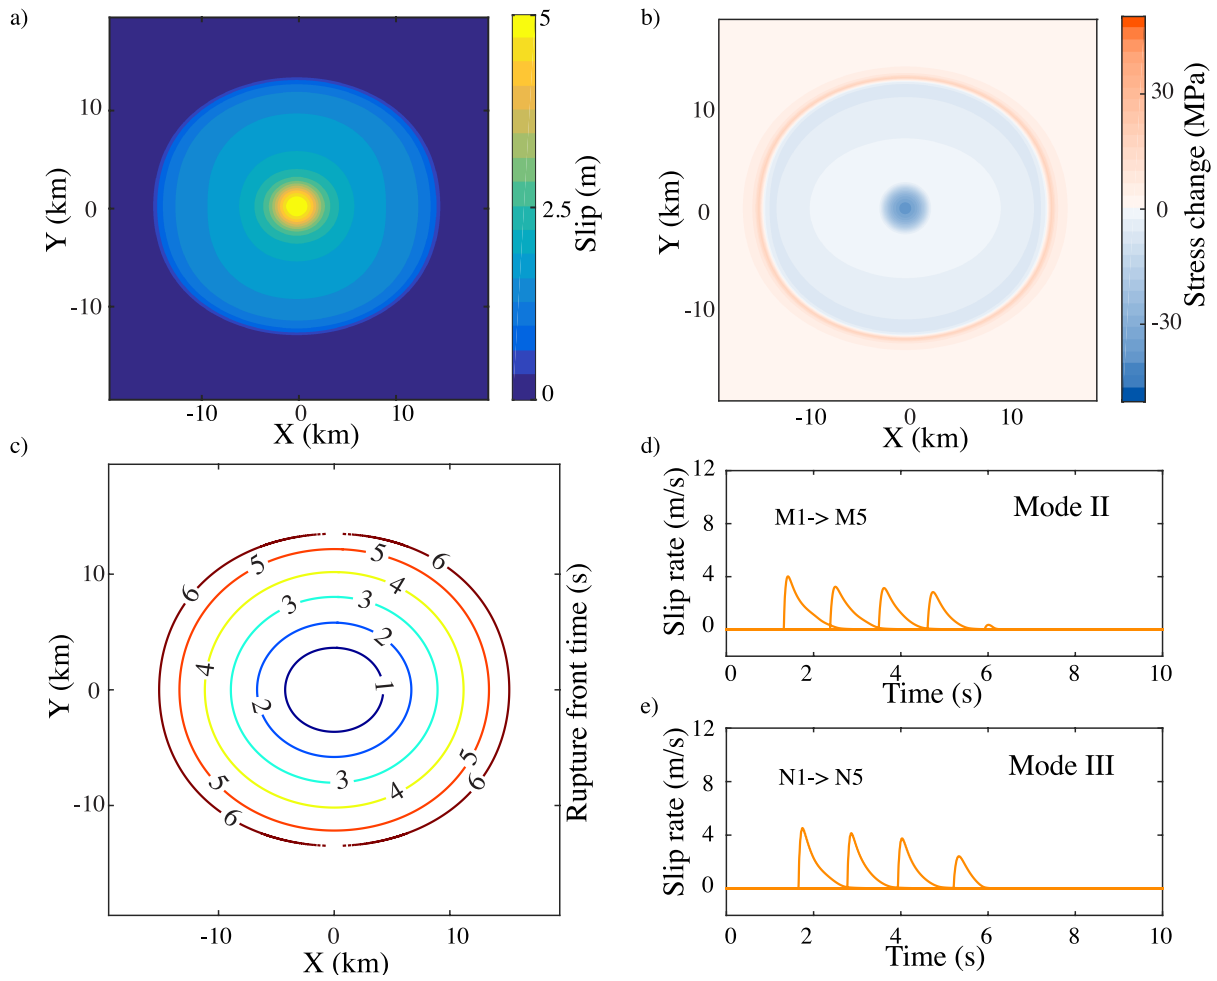 a)
10
0
-10
Y (km)
-10
0
10
X (km)
5
2.5
0
Slip (m)
b)
10
0
-10
Y (km)
-10
0
10
X (km)
30
0
-30
Stress change (MPa)
c)
10
0
-10
Y (km)
-10
0
10
X (km)
6
5
6
5
4
3
3
2
4
1
2
3
4
5
6
5
6
Rupture front time (s)
d)
12
8
4
0
Slip rate (m/s)
M1-> M5
Mode II
0
2
4
6
8
10
Time (s)
e)
12
8
4
0
Slip rate (m/s)
N1-> N5
Mode III
0
2
4
6
8
10
Time (s)